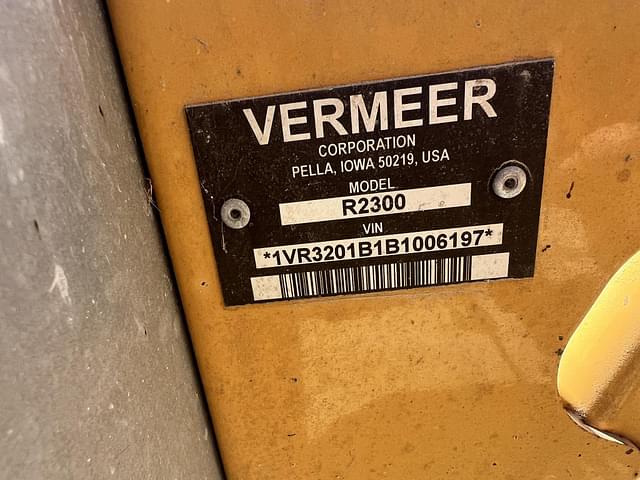 VERMEER
CORPORATION
PELLA, IOWA 50219, USA
MODEL
R2300
VIN
*1VR3201B1B1006197*